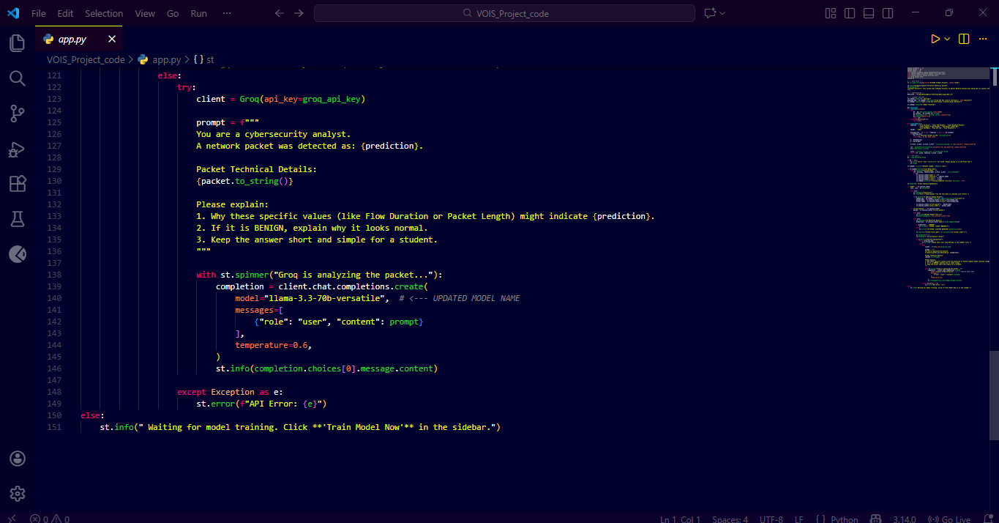 File Edit Selection View Go Run ··· VOIS_Project_code
app.py
VOIS_Project_code > app.py > { } st
121 else:
122 try:
123 client = Groq(api_key=groq_api_key)
124
125 prompt = f"""
126 You are a cybersecurity analyst.
127 A network packet was detected as: {prediction}.
128
129 Packet Technical Details:
130 {packet.to_string()}
131
132 Please explain:
133 1. Why these specific values (like Flow Duration or Packet Length) might indicate {prediction}.
134 2. If it is BENIGN, explain why it looks normal.
135 3. Keep the answer short and simple for a student.
136 """
137
138 with st.spinner("Groq is analyzing the packet..."):
139 completion = client.chat.completions.create(
140 model="llama-3.3-70b-versatile", # <--- UPDATED MODEL NAME
141 messages=[
142 {"role": "user", "content": prompt}
143 ],
144 temperature=0.6,
145 )
146 st.info(completion.choices[0].message.content)
147
148 except Exception as e:
149 st.error(f"API Error: {e}")
150 else:
151 st.info(" Waiting for model training. Click **'Train Model Now'** in the sidebar.")
0 0 Ln 1, Col 1 Spaces: 4 UTF-8 LF { } Python 3.14.0 Go Live